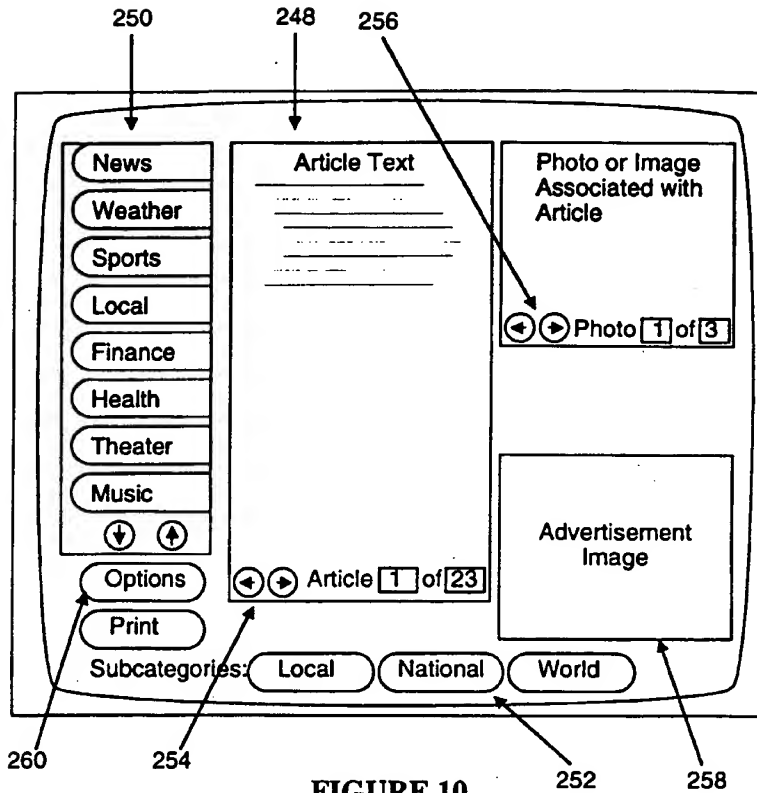 250
248
256
News
Weather
Sports
Local
Finance
Health
Theater
Music
Options
Print
Article Text
Article 1 of 23
Photo or Image
Associated with
Article
Photo 1 of 3
Advertisement
Image
Subcategories: Local National World
260
254
252
258
FIGURE 10